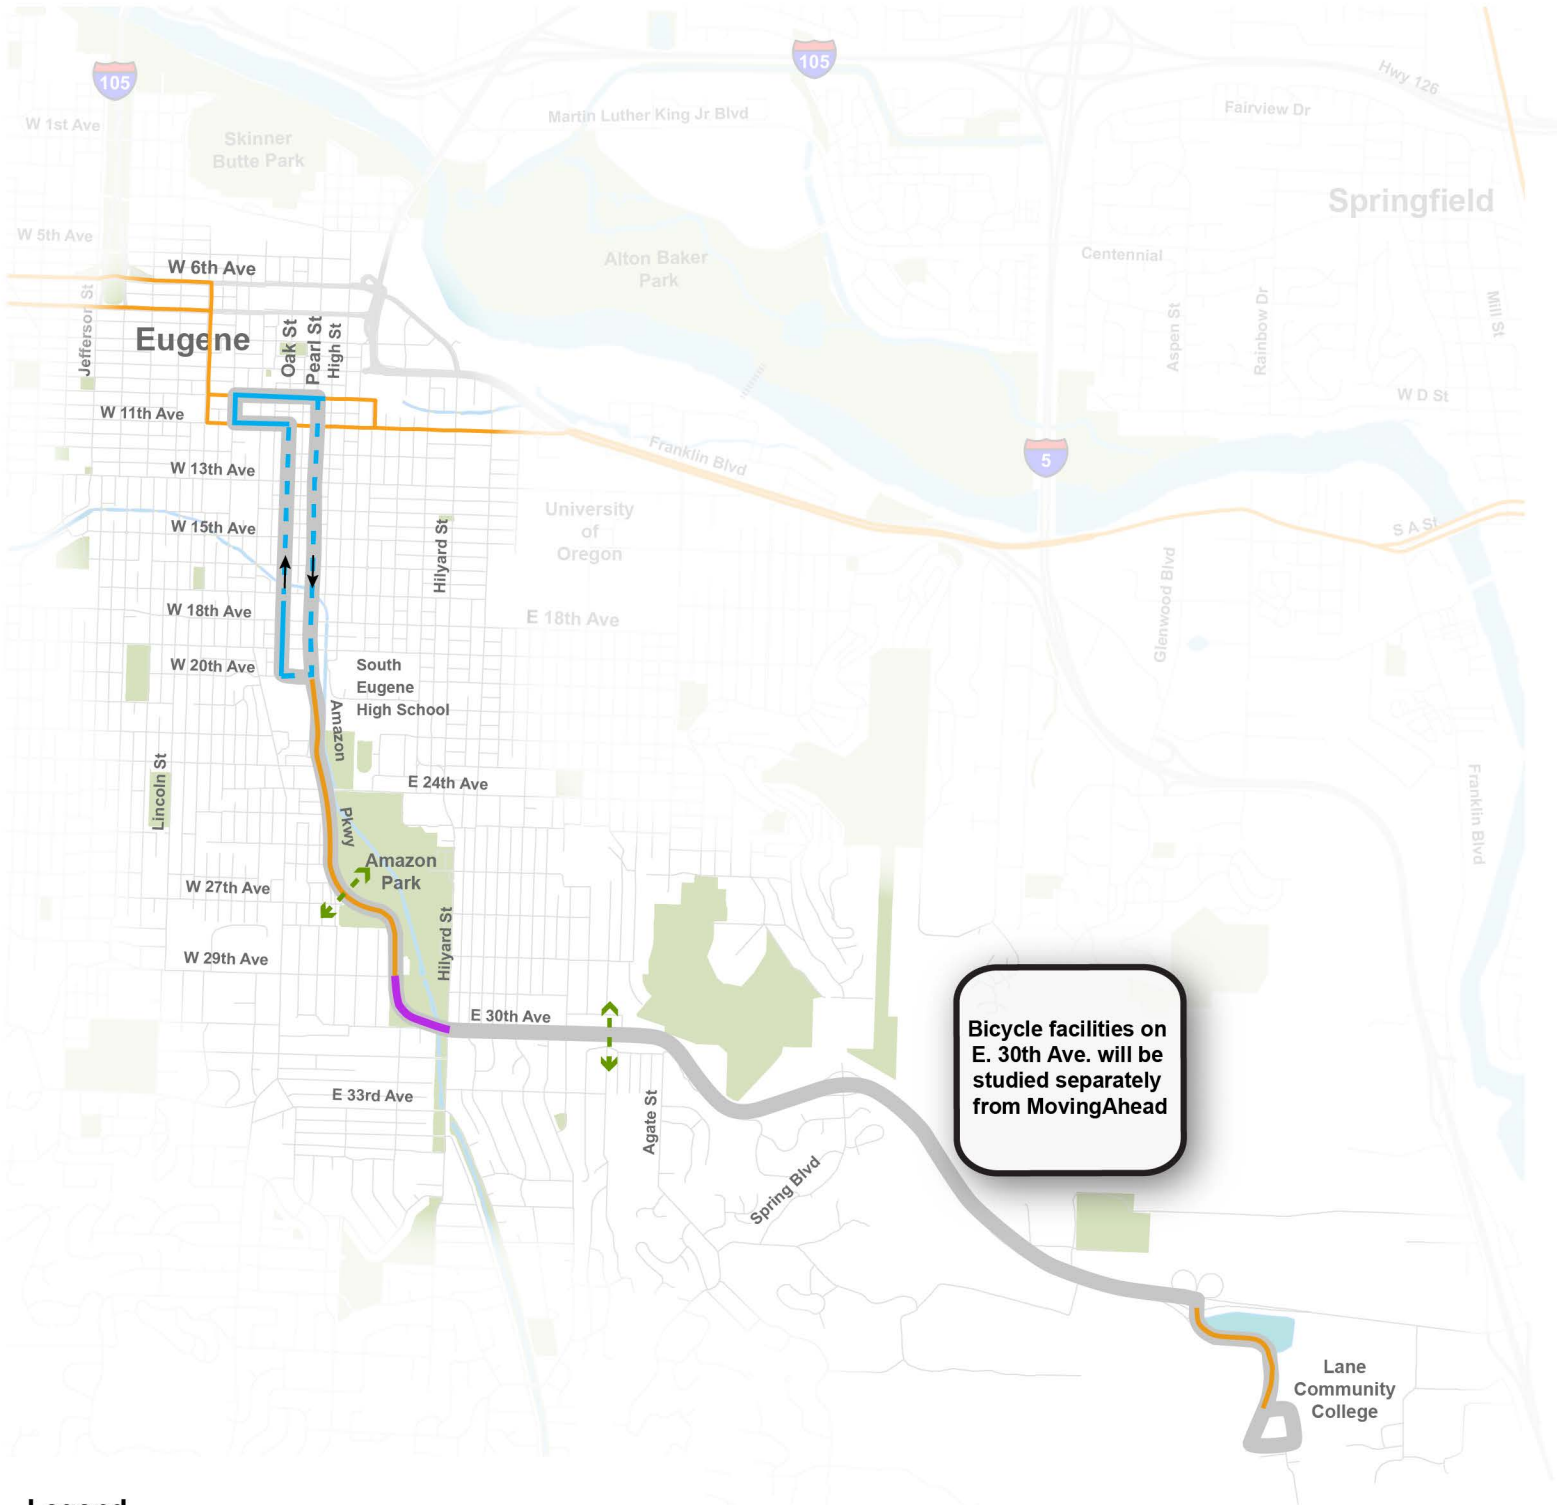 105
105
Hwy 126
W 1st Ave
Martin Luther King Jr Blvd
Fairview Dr
Skinner
Butte Park
Springfield
W 5th Ave
Alton Baker
Park
Centennial
W 6th Ave
Jefferson St
Eugene
Oak St
Pearl St
High St
Aspen St
Rainbow Dr
Mill St
W D St
W 11th Ave
Franklin Blvd
5
W 13th Ave
University
of
Oregon
W 15th Ave
S A St
Hilyard St
Glenwood Blvd
W 18th Ave
E 18th Ave
W 20th Ave
South
Eugene
High School
Amazon
Pkwy
Lincoln St
E 24th Ave
Franklin Blvd
Amazon
Park
W 27th Ave
Hilyard St
W 29th Ave
E 30th Ave
Bicycle facilities on
E. 30th Ave. will be
studied separately
from MovingAhead
E 33rd Ave
Agate St
Spring Blvd
Lane
Community
College
Legend